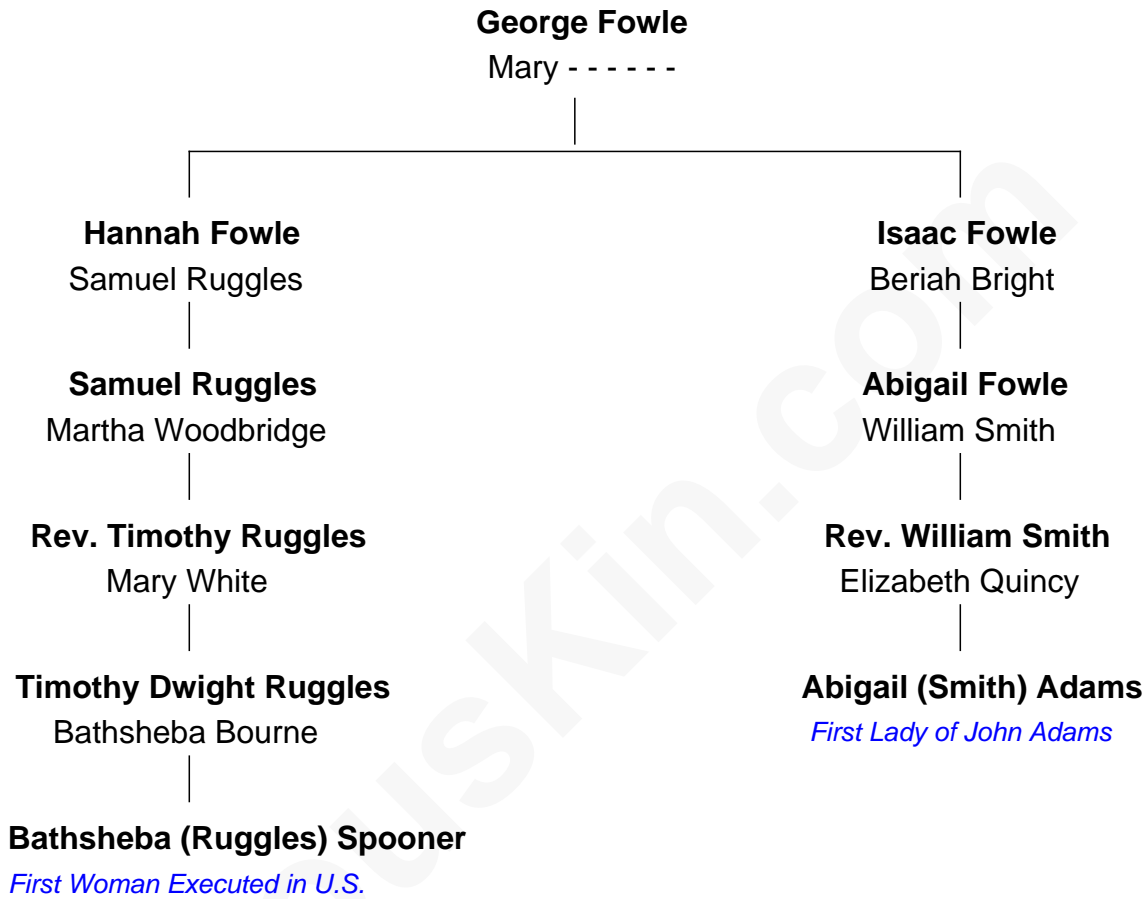 George Fowle
Mary - - - - - -
Hannah Fowle
Samuel Ruggles
Isaac Fowle
Beriah Bright
Samuel Ruggles
Martha Woodbridge
Abigail Fowle
William Smith
Rev. Timothy Ruggles
Mary White
Rev. William Smith
Elizabeth Quincy
Timothy Dwight Ruggles
Bathsheba Bourne
Abigail (Smith) Adams
First Lady of John Adams
Bathsheba (Ruggles) Spooner
First Woman Executed in U.S.
ousKin.com